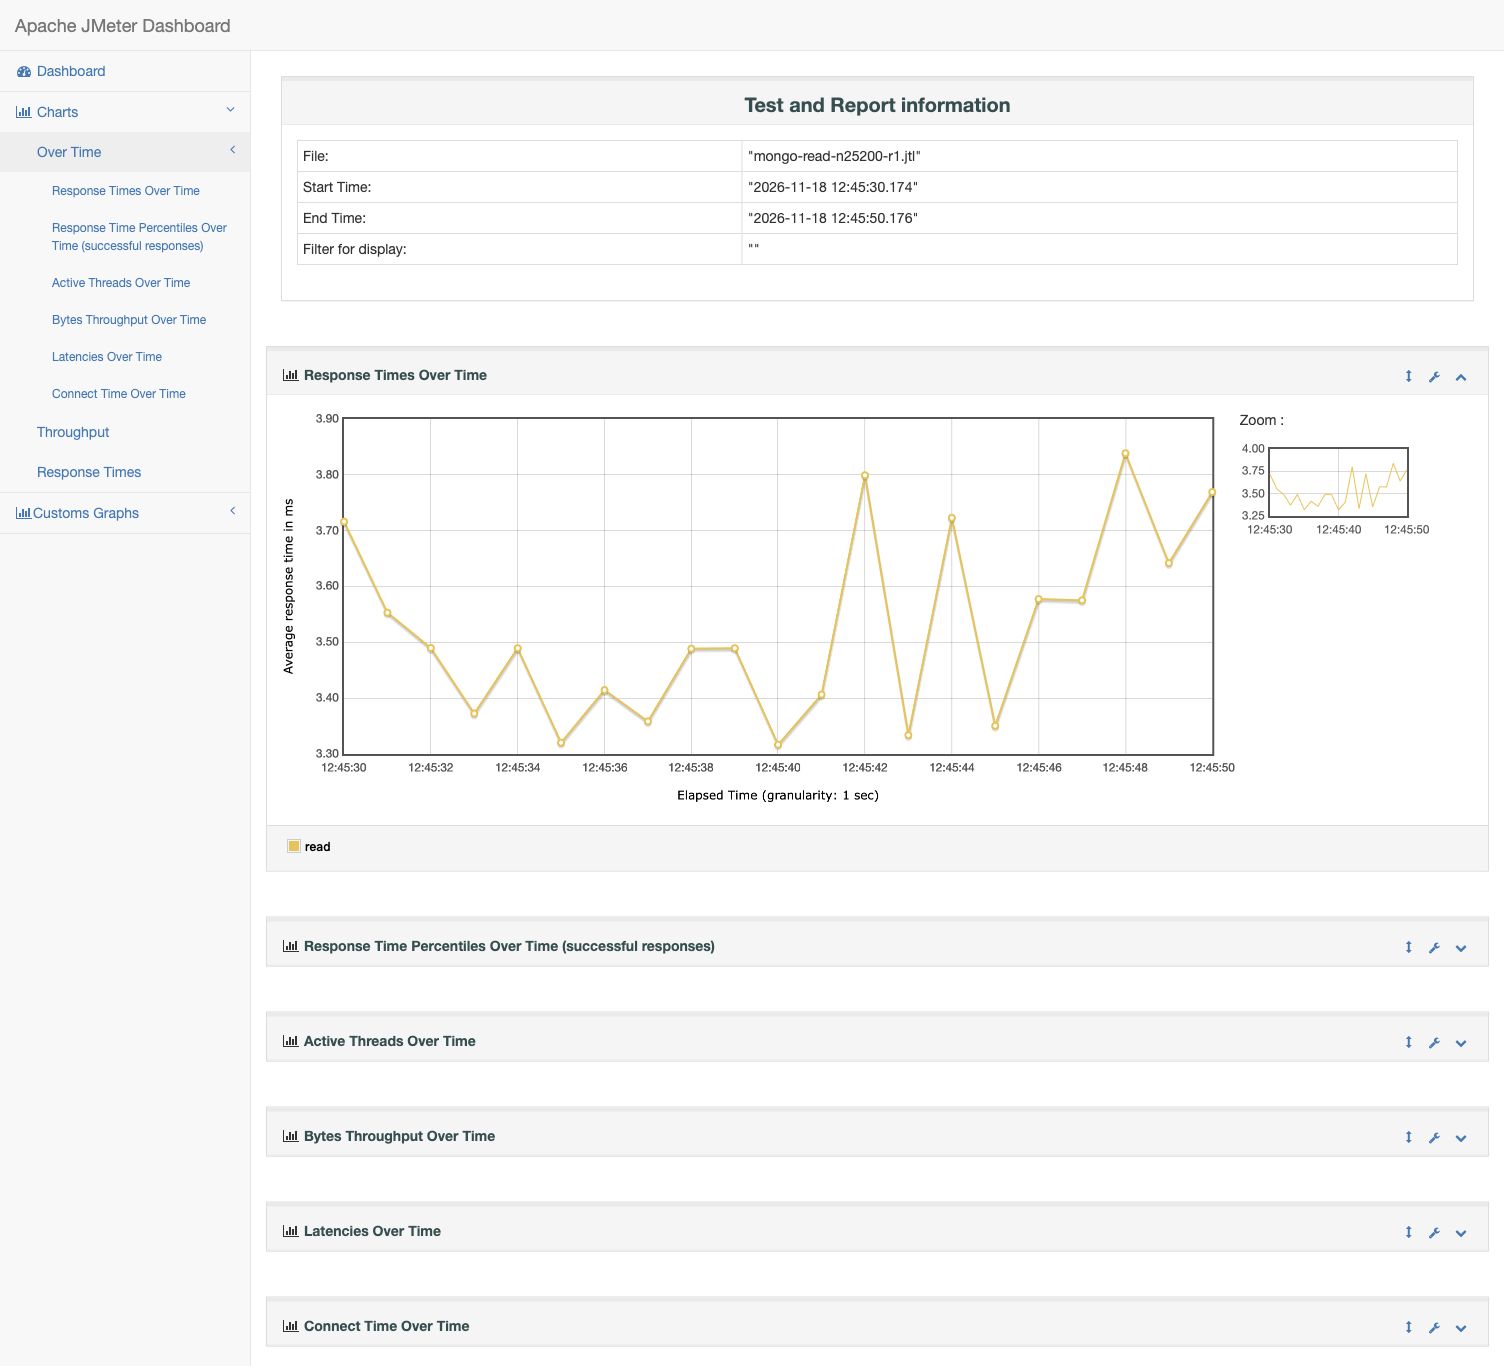 Apache JMeter Dashboard
Dashboard
Charts
Over Time
Response Times Over Time
Response Time Percentiles Over
Time (successful responses)
Active Threads Over Time
Bytes Throughput Over Time
Latencies Over Time
Connect Time Over Time
Throughput
Response Times
Customs Graphs
Test and Report information
File: "mongo-read-n25200-r1.jtl"
Start Time: "2026-11-18 12:45:30.174"
End Time: "2026-11-18 12:45:50.176"
Filter for display: ""
Response Times Over Time
Average response time in ms
3.90
3.80
3.70
3.60
3.50
3.40
3.30
12:45:30 12:45:32 12:45:34 12:45:36 12:45:38 12:45:40 12:45:42 12:45:44 12:45:46 12:45:48 12:45:50
Elapsed Time (granularity: 1 sec)
Zoom :
4.00
3.75
3.50
3.25
12:45:30 12:45:40 12:45:50
read
Response Time Percentiles Over Time (successful responses)
Active Threads Over Time
Bytes Throughput Over Time
Latencies Over Time
Connect Time Over Time